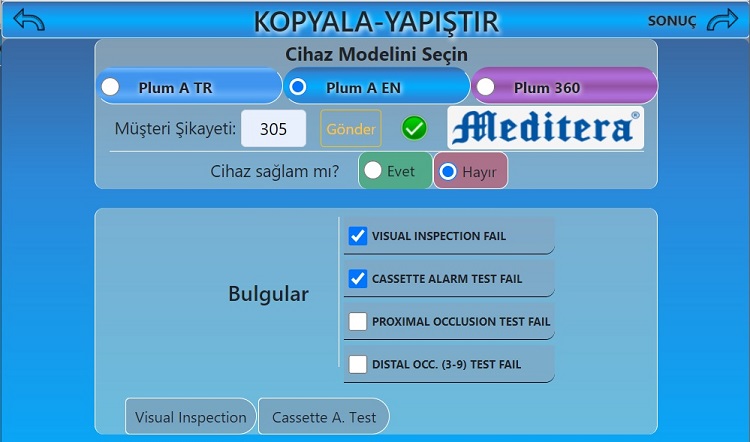 KOPYALA-YAPIŞTIR
SONUÇ
Cihaz Modelini Seçin
Plum A TR
Plum A EN
Plum 360
Müşteri Şikayeti: 305 Gönder Meditera®
Cihaz sağlam mı? Evet Hayır
Bulgular
VISUAL INSPECTION FAIL
CASSETTE ALARM TEST FAIL
PROXIMAL OCCLUSION TEST FAIL
DISTAL OCC. (3-9) TEST FAIL
Visual Inspection
Cassette A. Test